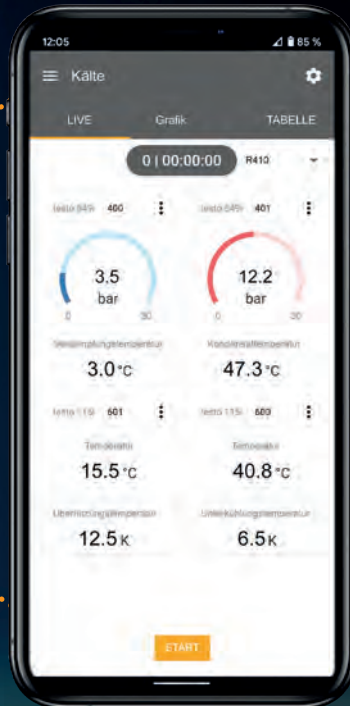 12:05 85 %
Kälte
LIVE Grafik TABELLE
0 | 00:00:00 R410
testo 549i 400 testo 549i 401
3.5 12.2
bar bar
0 30 0 30
Verdampfungstemperatur Kondensattemperatur
3.0 °C 47.3 °C
testo 115i 601 testo 115i 600
Temperatur Temperatur
15.5 °C 40.8 °C
Überhitzungstemperatur Unterkühlungstemperatur
12.5 K 6.5 K
START